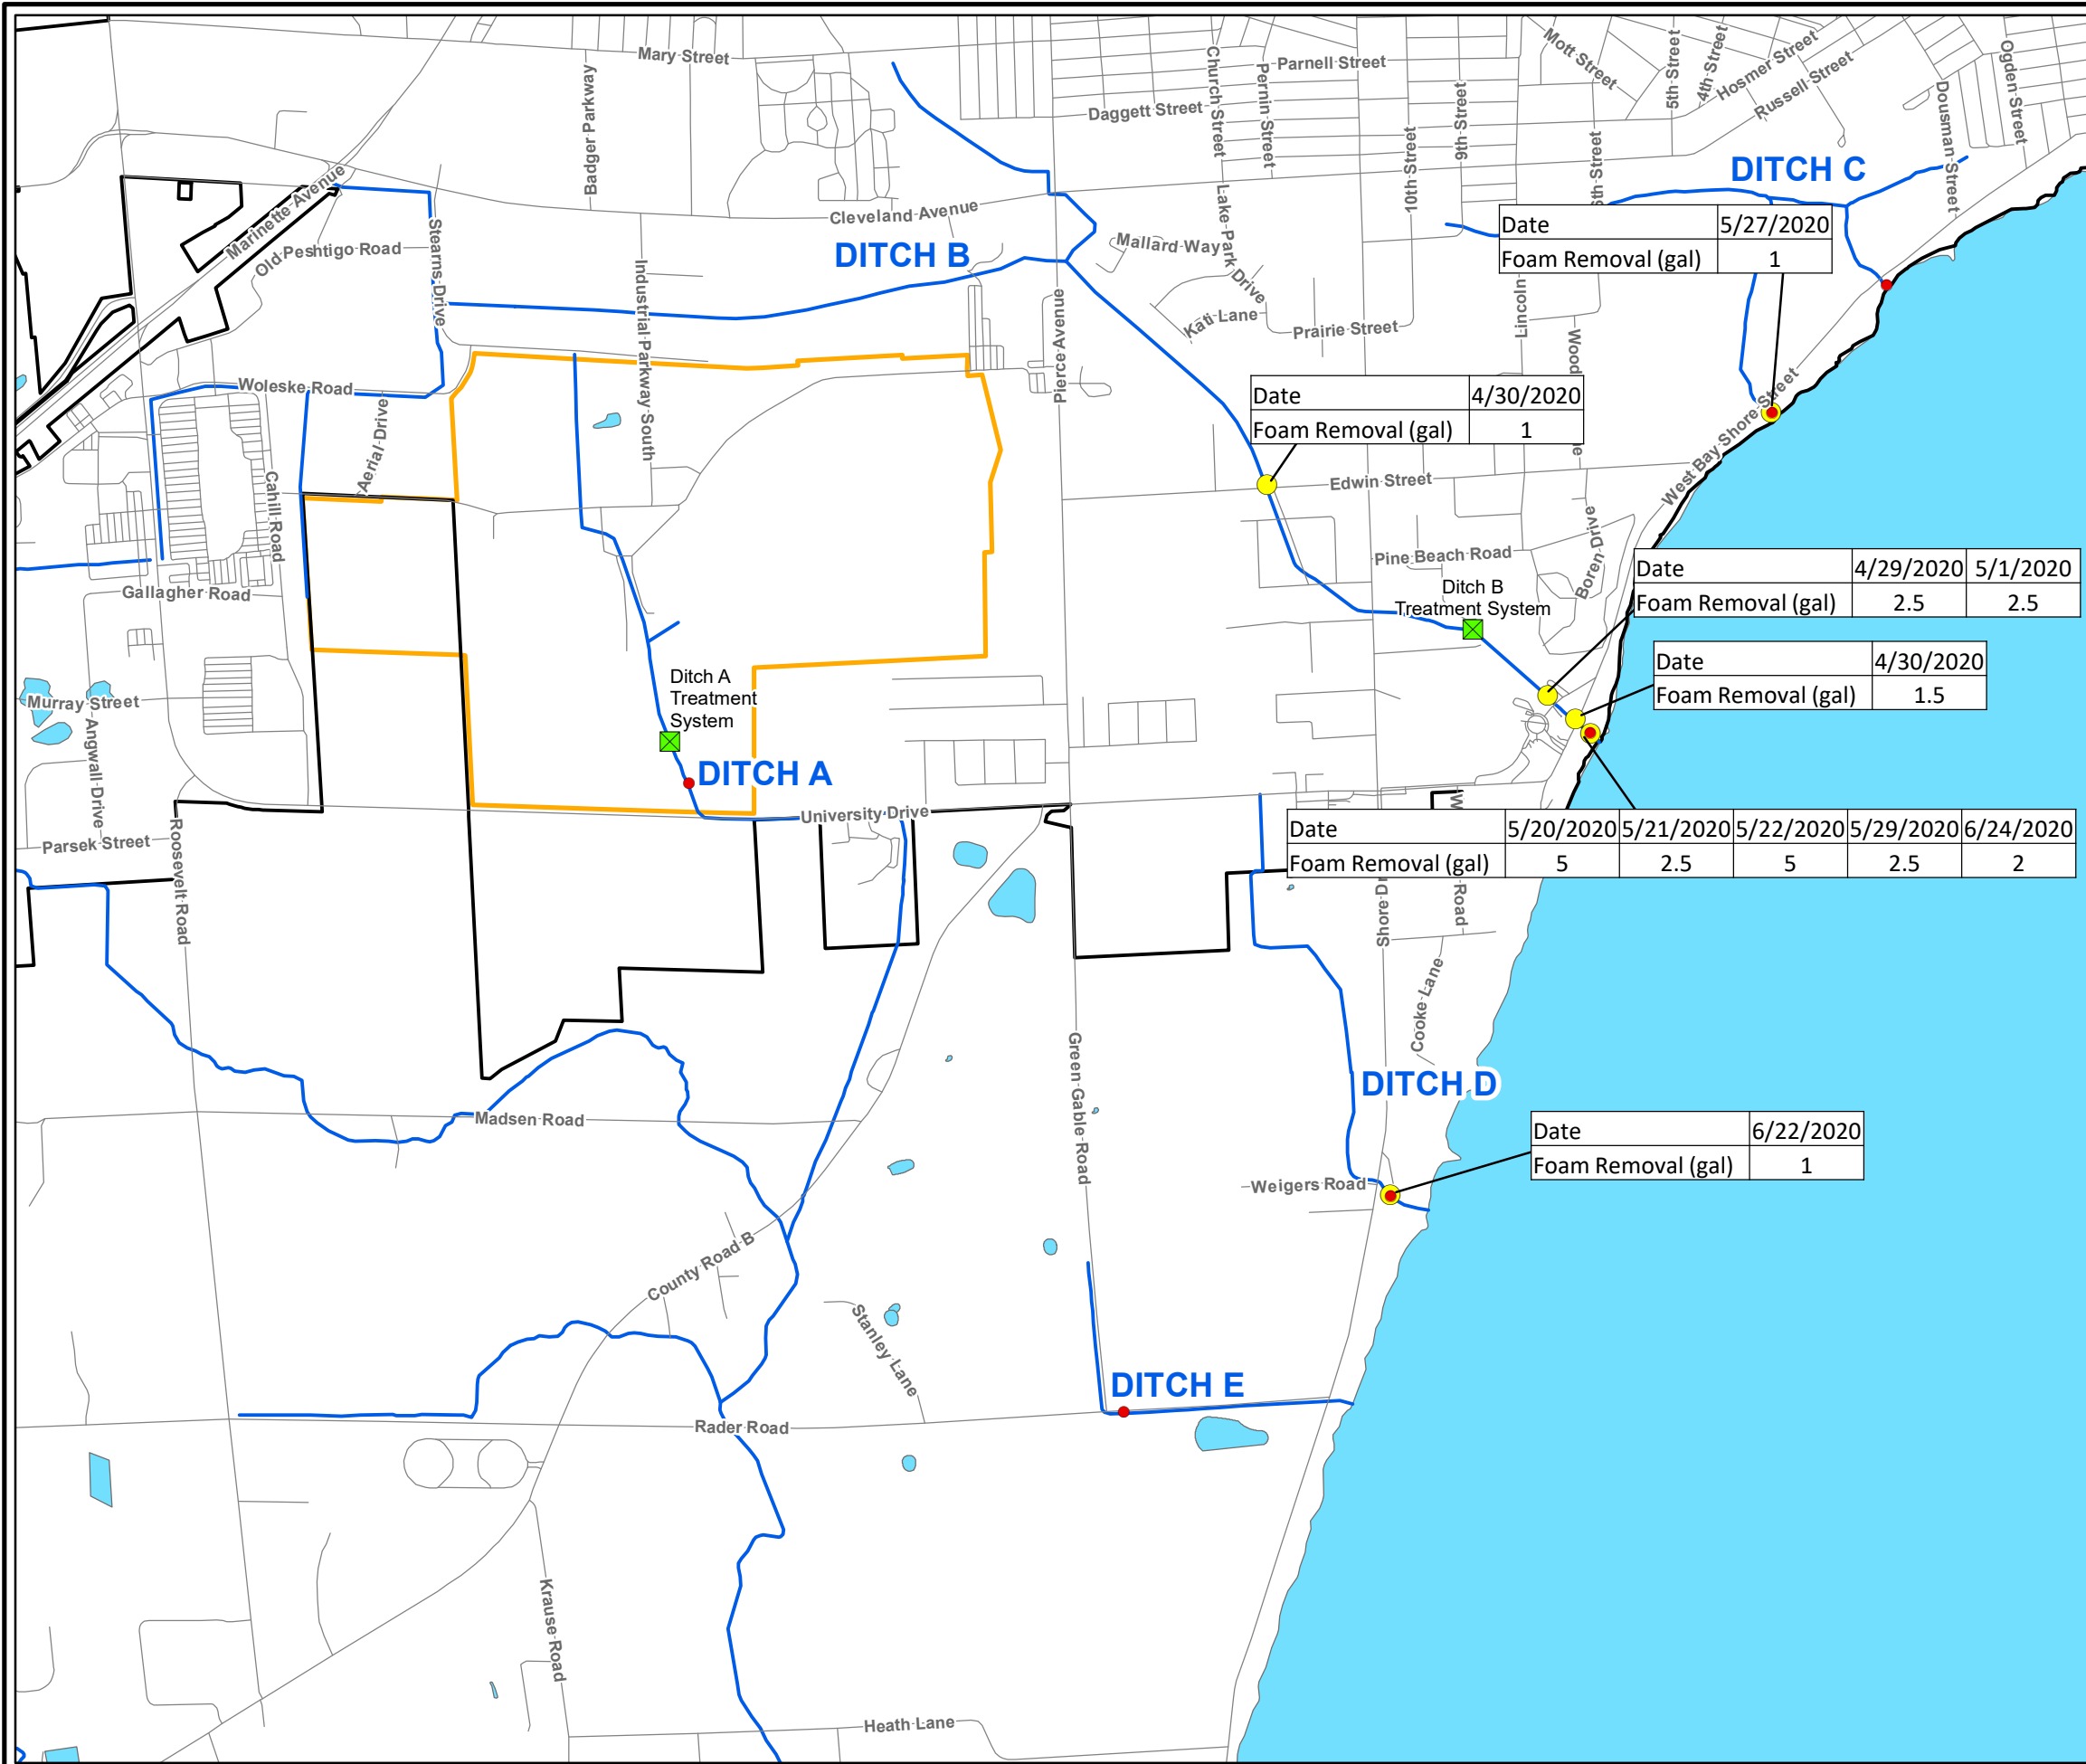 Mary Street
Badger Parkway
Church Street
Pernin Street
Parnell Street
Daggett Street
10th Street
9th Street
Mott Street
5th Street
4th Street
Hosmer Street
Russell Street
Dousman Street
Ogden Street
DITCH C
Marinette Avenue
Old Peshtigo Road
Stearns Drive
Cleveland Avenue
DITCH B
Mallard Way
Lake Park Drive
Kati Lane
Prairie Street
Lincoln
Industrial Parkway South
Pierce Avenue
Date 5/27/2020
Foam Removal (gal) 1
Woleske Road
Aerial Drive
Cahill Road
Date 4/30/2020
Foam Removal (gal) 1
West Bay Shore Street
Edwin Street
Pine Beach Road
Boren Drive
Gallagher Road
Ditch B
Treatment System
Date 4/29/2020 5/1/2020
Foam Removal (gal) 2.5 2.5
Date 4/30/2020
Foam Removal (gal) 1.5
Murray Street
Angwall Drive
Ditch A
Treatment
System
DITCH A
University Drive
Date 5/20/2020 5/21/2020 5/22/2020 5/29/2020 6/24/2020
Foam Removal (gal) 5 2.5 5 2.5 2
Parsek Street
Roosevelt Road
Road
Cooke Lane
Green Gable Road
DITCH D
Madsen Road
Date 6/22/2020
Foam Removal (gal) 1
Weigers Road
County Road B
Stanley Lane
DITCH E
Rader Road
Krause Road
Heath Lane